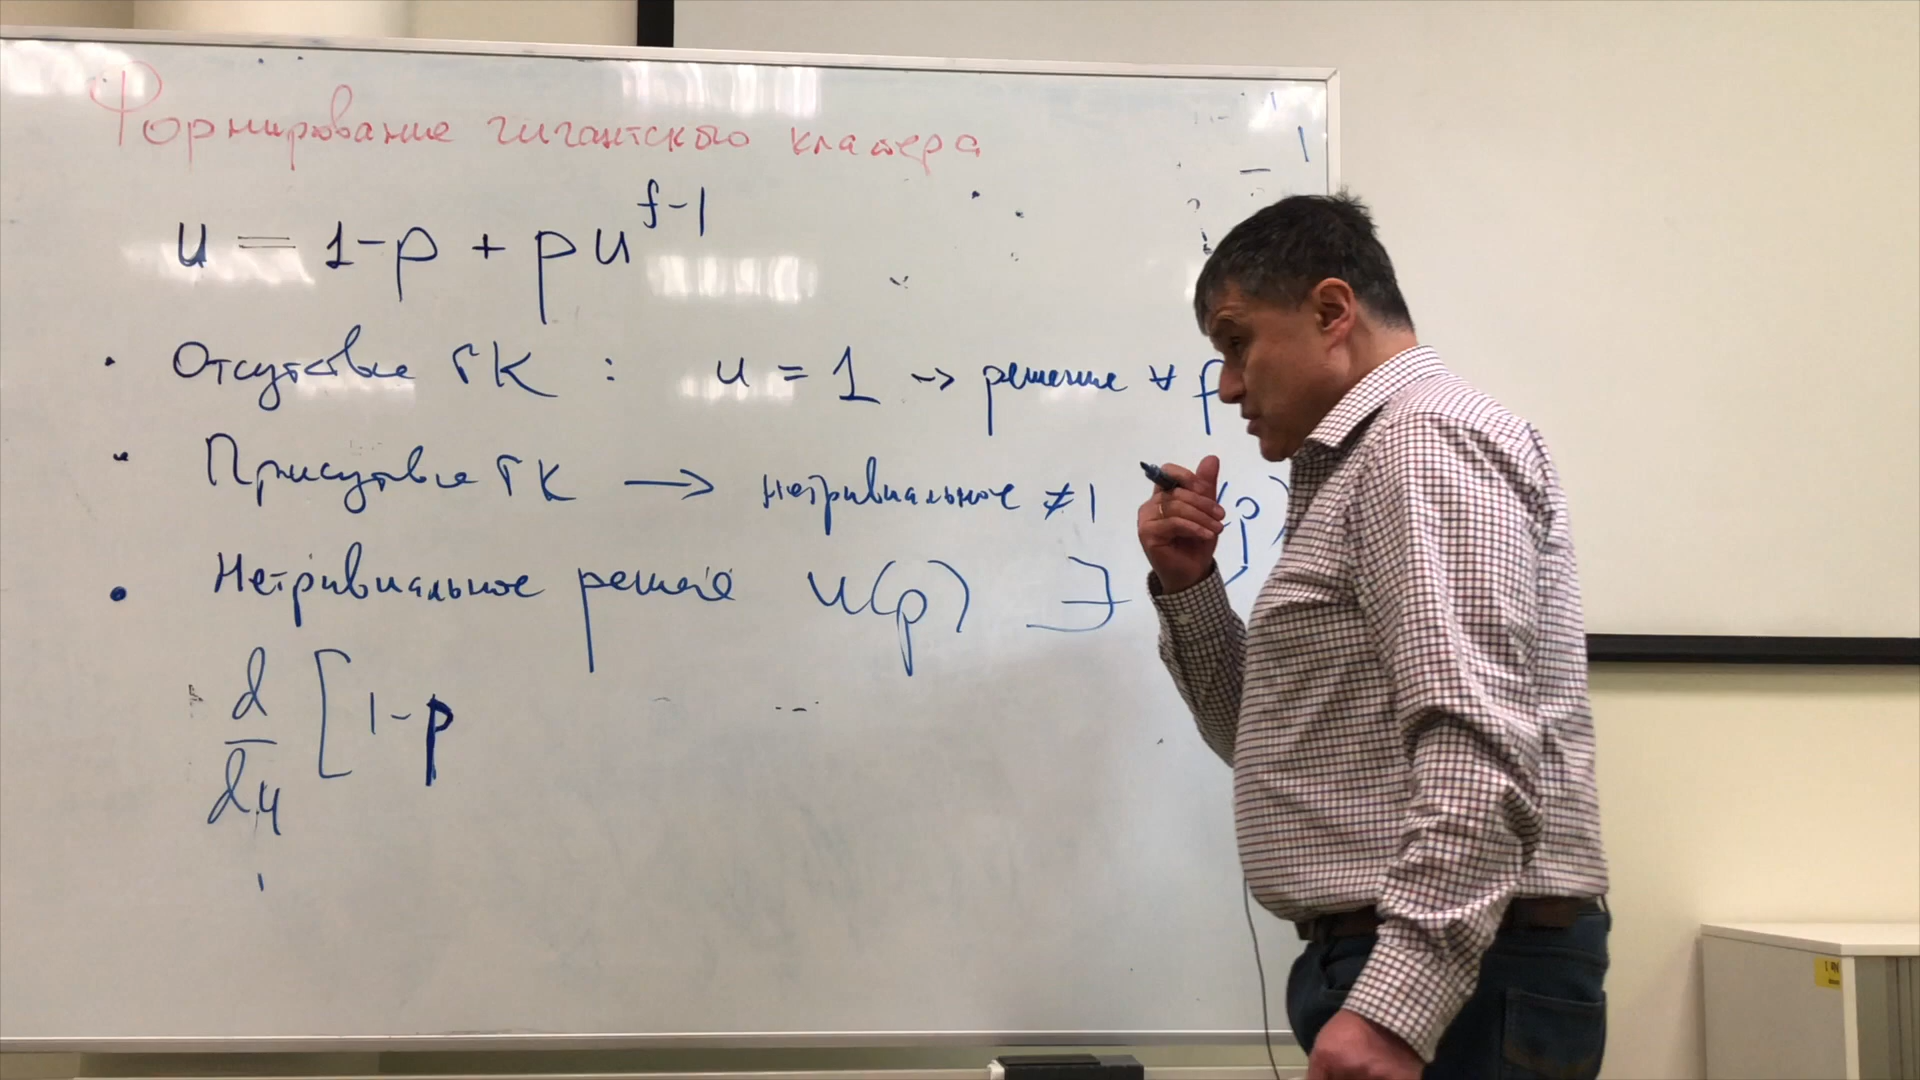 Формирование гигантского кластера
u = 1-p + pu^{f-1}
• Отсутствие ГК : u = 1 → решение ∀ p
• Присутствие ГК → нетривиальное ≠ 1 (p)
• Нетривиальное решение u(p) ∃
d/du [1-p